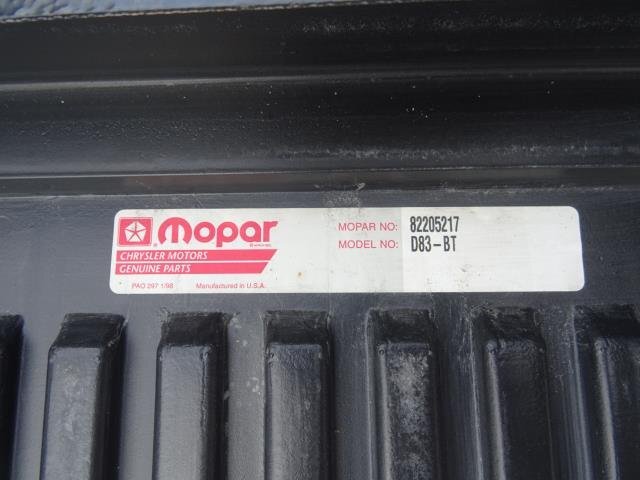 Mopar
CHRYSLER MOTORS
GENUINE PARTS
PAO 297 1/98 Manufactured in U.S.A.
MOPAR NO: 82205217
MODEL NO: D83-BT